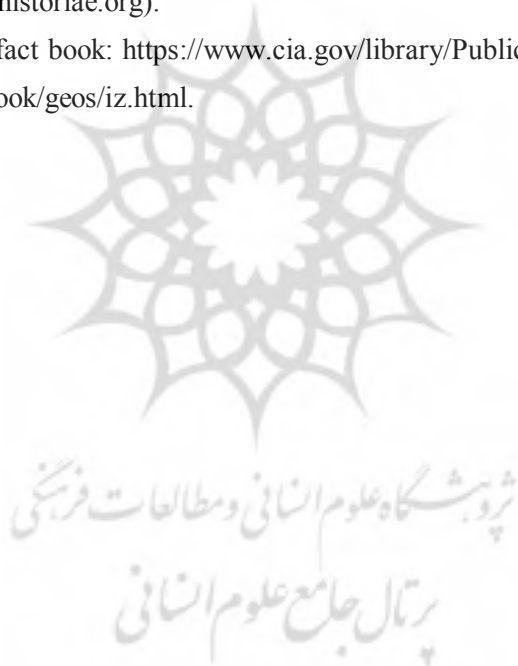 historiae.org).
fact book: https://www.cia.gov/library/Public
ook/geos/iz.html.
پژوهشگاه علوم انسانی و مطالعات فرهنگی
پرتال جامع علوم انسانی